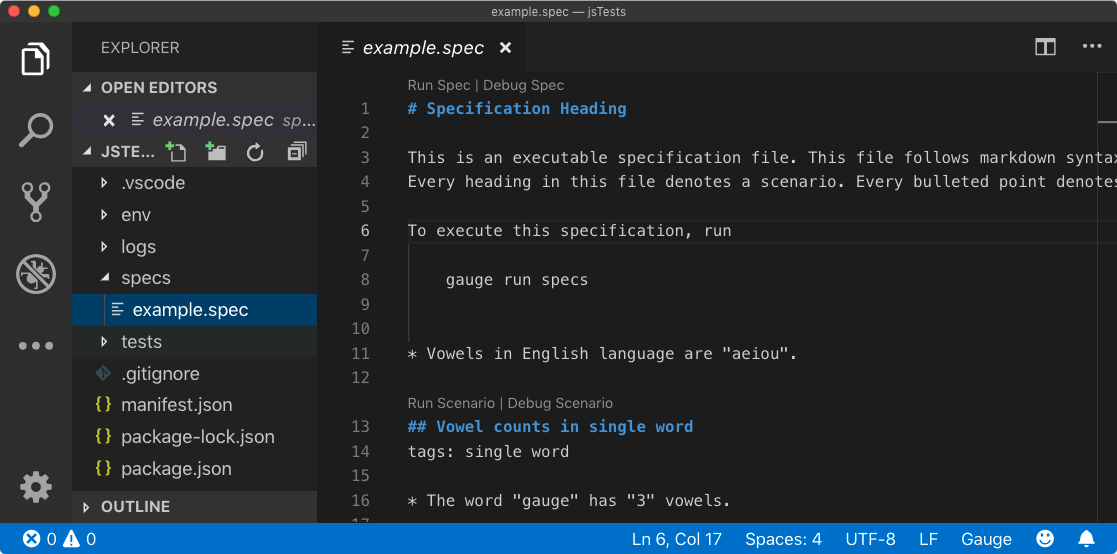 example.spec — jsTests
EXPLORER
OPEN EDITORS
example.spec sp...
JSTE...
.vscode
env
logs
specs
example.spec
tests
.gitignore
{} manifest.json
{} package-lock.json
{} package.json
OUTLINE
example.spec
Run Spec | Debug Spec
1 # Specification Heading
2
3 This is an executable specification file. This file follows markdown synta
4 Every heading in this file denotes a scenario. Every bulleted point denotes
5
6 To execute this specification, run
7
8 gauge run specs
9
10
11 * Vowels in English language are "aeiou".
12
Run Scenario | Debug Scenario
13 ## Vowel counts in single word
14 tags: single word
15
16 * The word "gauge" has "3" vowels.
17
0 0 Ln 6, Col 17 Spaces: 4 UTF-8 LF Gauge